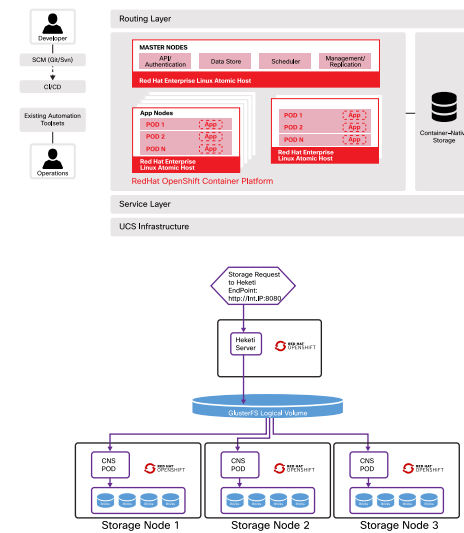 Developer
SCM (Git/Svn)
CI/CD
Existing Automation
Toolsets
Operations
Routing Layer
MASTER NODES
API/
Authentication
Data Store
Scheduler
Management/
Replication
Red Hat Enterprise Linux Atomic Host
App Nodes
POD 1
App
POD 2
App
POD N
App
Red Hat Enterprise
Linux Atomic Host
POD 1
App
POD 2
App
POD N
App
Red Hat Enterprise
Linux Atomic Host
RedHat OpenShift Container Platform
Storage
Service Layer
UCS Infrastructure
Storage Request
to Heketi
EndPoint:
http://Int.IP:8080
Heketi
Server
RED HAT
OPENSHIFT
GlusterFS Logical Volume
CNS
POD
RED HAT
OPENSHIFT
Storage Node 1
CNS
POD
RED HAT
OPENSHIFT
Storage Node 2
CNS
POD
RED HAT
OPENSHIFT
Storage Node 3